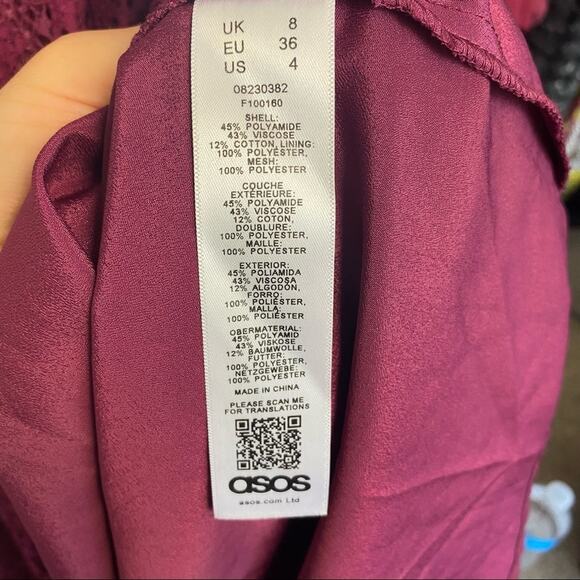 UK 8
EU 36
US 4
08230382
F100160
SHELL:
45% POLYAMIDE
43% VISCOSE
12% COTTON, LINING:
100% POLYESTER,
MESH:
100% POLYESTER
COUCHE
EXTÉRIEURE:
45% POLYAMIDE
43% VISCOSE
12% COTON,
DOUBLURE:
100% POLYESTER,
MAILLE:
100% POLYESTER
EXTERIOR:
45% POLIAMIDA
43% VISCOSA
12% ALGODÓN,
FORRO:
100% POLIÉSTER,
MALLA:
100% POLIÉSTER
OBERMATERIAL:
45% POLYAMID
43% VISKOSE
12% BAUMWOLLE,
FUTTER:
100% POLYESTER,
NETZGEWEBE:
100% POLYESTER
MADE IN CHINA
PLEASE SCAN ME
FOR TRANSLATIONS
asos
asos.com Ltd